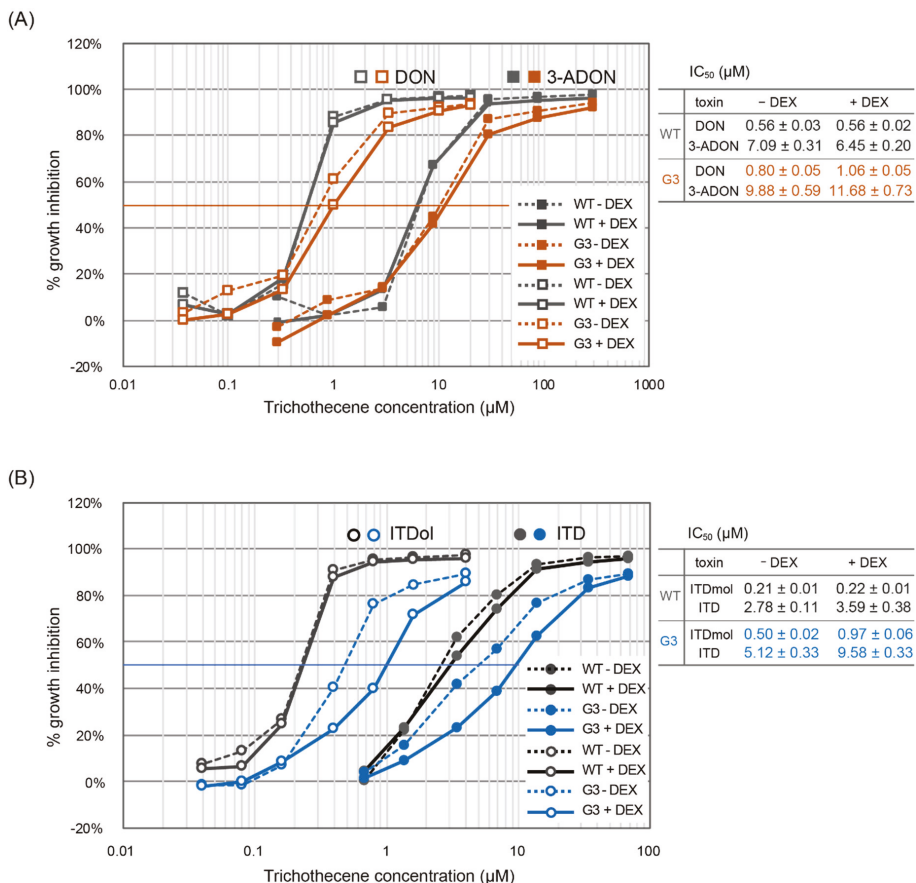 (A)
120%
100%
80%
60%
40%
20%
0%
-20%
% growth inhibition
DON
3-ADON
WT - DEX
WT + DEX
G3 - DEX
G3 + DEX
WT - DEX
WT + DEX
G3 - DEX
G3 + DEX
0.01 0.1 1 10 100 1000
Trichothecene concentration (μM)
IC50 (μM)
toxin − DEX + DEX
WT DON 0.56 ± 0.03 0.56 ± 0.02
3-ADON 7.09 ± 0.31 6.45 ± 0.20
G3 DON 0.80 ± 0.05 1.06 ± 0.05
3-ADON 9.88 ± 0.59 11.68 ± 0.73
(B)
120%
100%
80%
60%
40%
20%
0%
-20%
% growth inhibition
ITDol
ITD
WT - DEX
WT + DEX
G3 - DEX
G3 + DEX
WT - DEX
WT + DEX
G3 - DEX
G3 + DEX
0.01 0.1 1 10 100
Trichothecene concentration (μM)
IC50 (μM)
toxin − DEX + DEX
WT ITDmol 0.21 ± 0.01 0.22 ± 0.01
ITD 2.78 ± 0.11 3.59 ± 0.38
G3 ITDmol 0.50 ± 0.02 0.97 ± 0.06
ITD 5.12 ± 0.33 9.58 ± 0.33